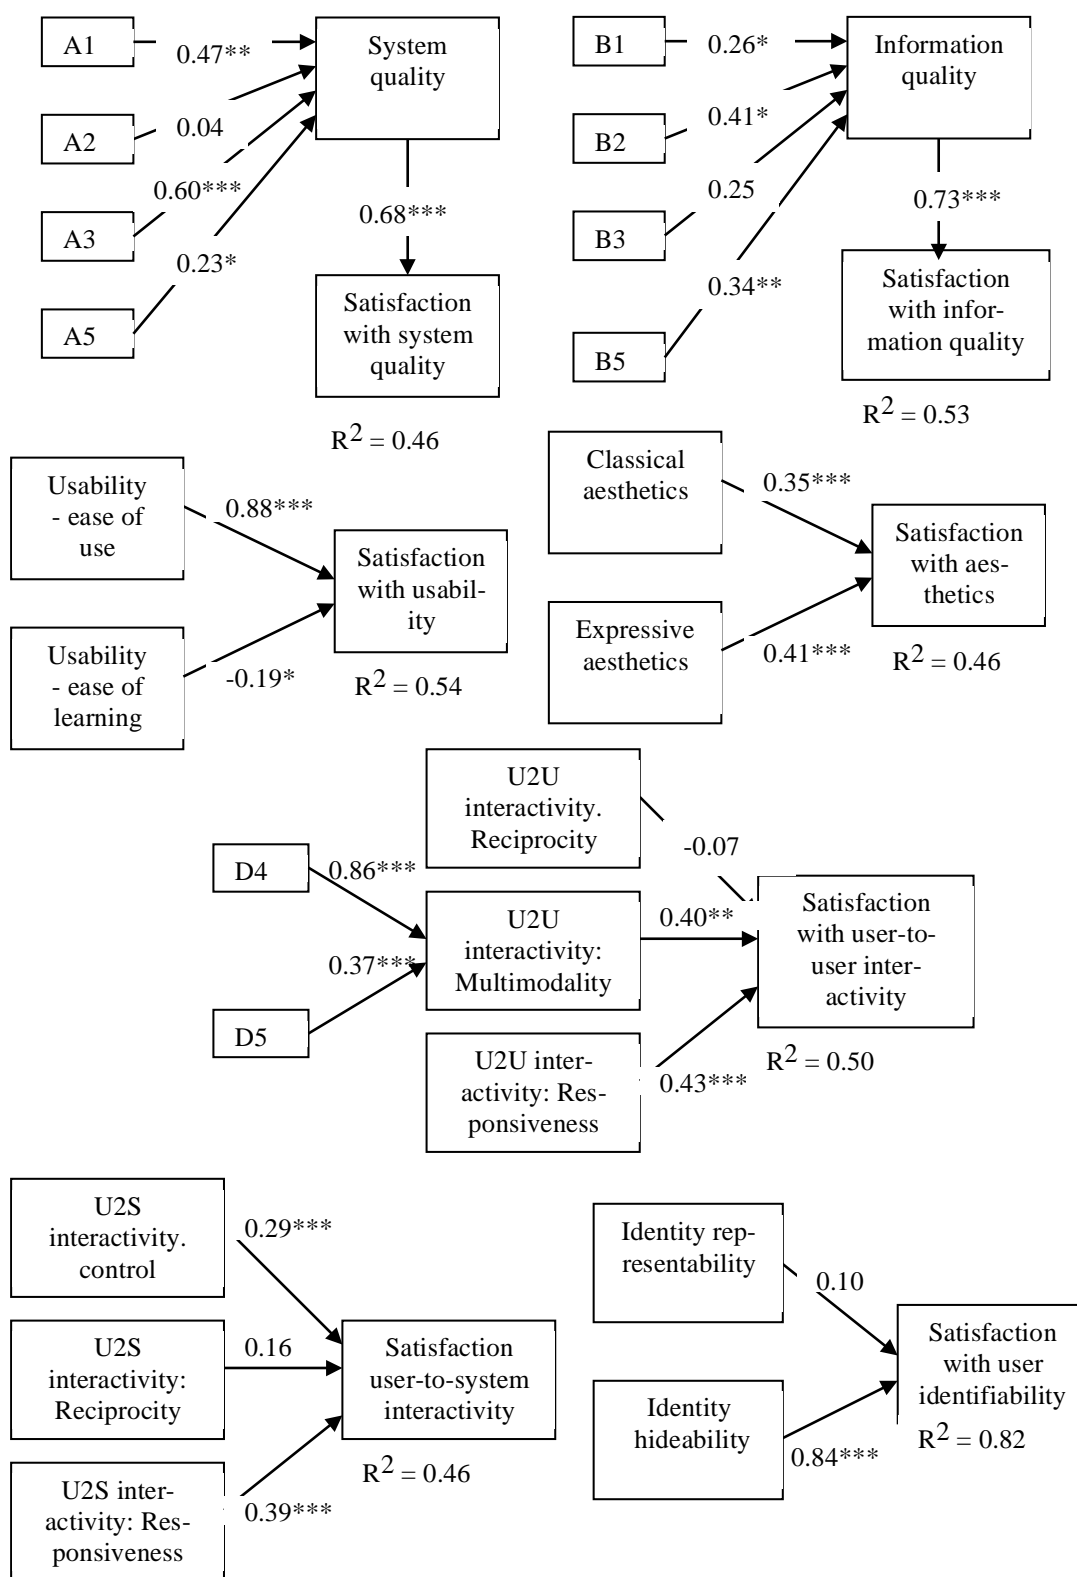 A1
0.47**
System
quality
A2
0.04
A3
0.60***
A5
0.23*
0.68***
Satisfaction
with system
quality
R2 = 0.46
B1
0.26*
Information
quality
B2
0.41*
B3
0.25
B5
0.34**
0.73***
Satisfaction
with infor-
mation quality
R2 = 0.53
Usability
- ease of
use
0.88***
Usability
- ease of
learning
-0.19*
Satisfaction
with usabil-
ity
R2 = 0.54
Classical
aesthetics
0.35***
Expressive
aesthetics
0.41***
Satisfaction
with aes-
thetics
R2 = 0.46
U2U
interactivity.
Reciprocity
-0.07
D4
0.86***
D5
0.37***
U2U
interactivity:
Multimodality
0.40**
U2U inter-
activity: Res-
ponsiveness
0.43***
Satisfaction
with user-to-
user inter-
activity
R2 = 0.50
U2S
interactivity.
control
0.29***
U2S
interactivity:
Reciprocity
0.16
U2S inter-
activity: Res-
ponsiveness
0.39***
Satisfaction
user-to-system
interactivity
R2 = 0.46
Identity rep-
resentability
0.10
Identity
hideability
0.84***
Satisfaction
with user
identifiability
R2 = 0.82